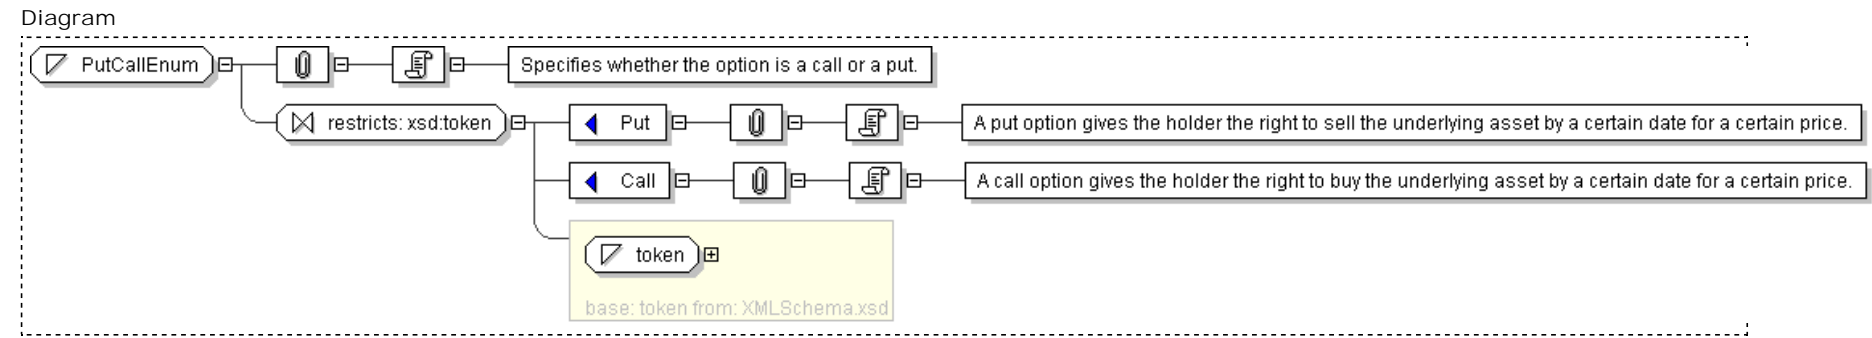 Diagram
PutCallEnum
Specifies whether the option is a call or a put.
restricts: xsd:token
Put
A put option gives the holder the right to sell the underlying asset by a certain date for a certain price.
Call
A call option gives the holder the right to buy the underlying asset by a certain date for a certain price.
token
base: token from: XMLSchema.xsd